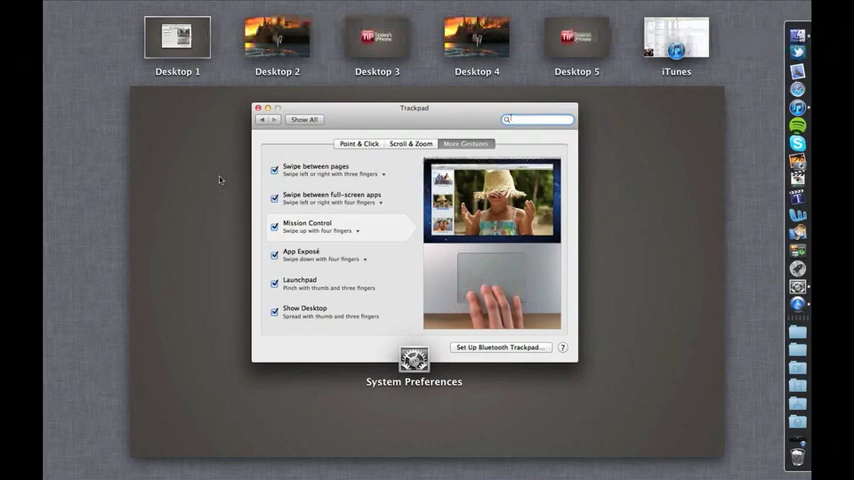 Desktop 1
Desktop 2
Desktop 3
Desktop 4
Desktop 5
iTunes
Trackpad
Show All
Point & Click
Scroll & Zoom
More Gestures
Swipe between pages
Swipe left or right with three fingers
Swipe between full-screen apps
Swipe left or right with four fingers
Mission Control
Swipe up with four fingers
App Exposé
Swipe down with four fingers
Launchpad
Pinch with thumb and three fingers
Show Desktop
Spread with thumb and three fingers
Set Up Bluetooth Trackpad...
?
System Preferences